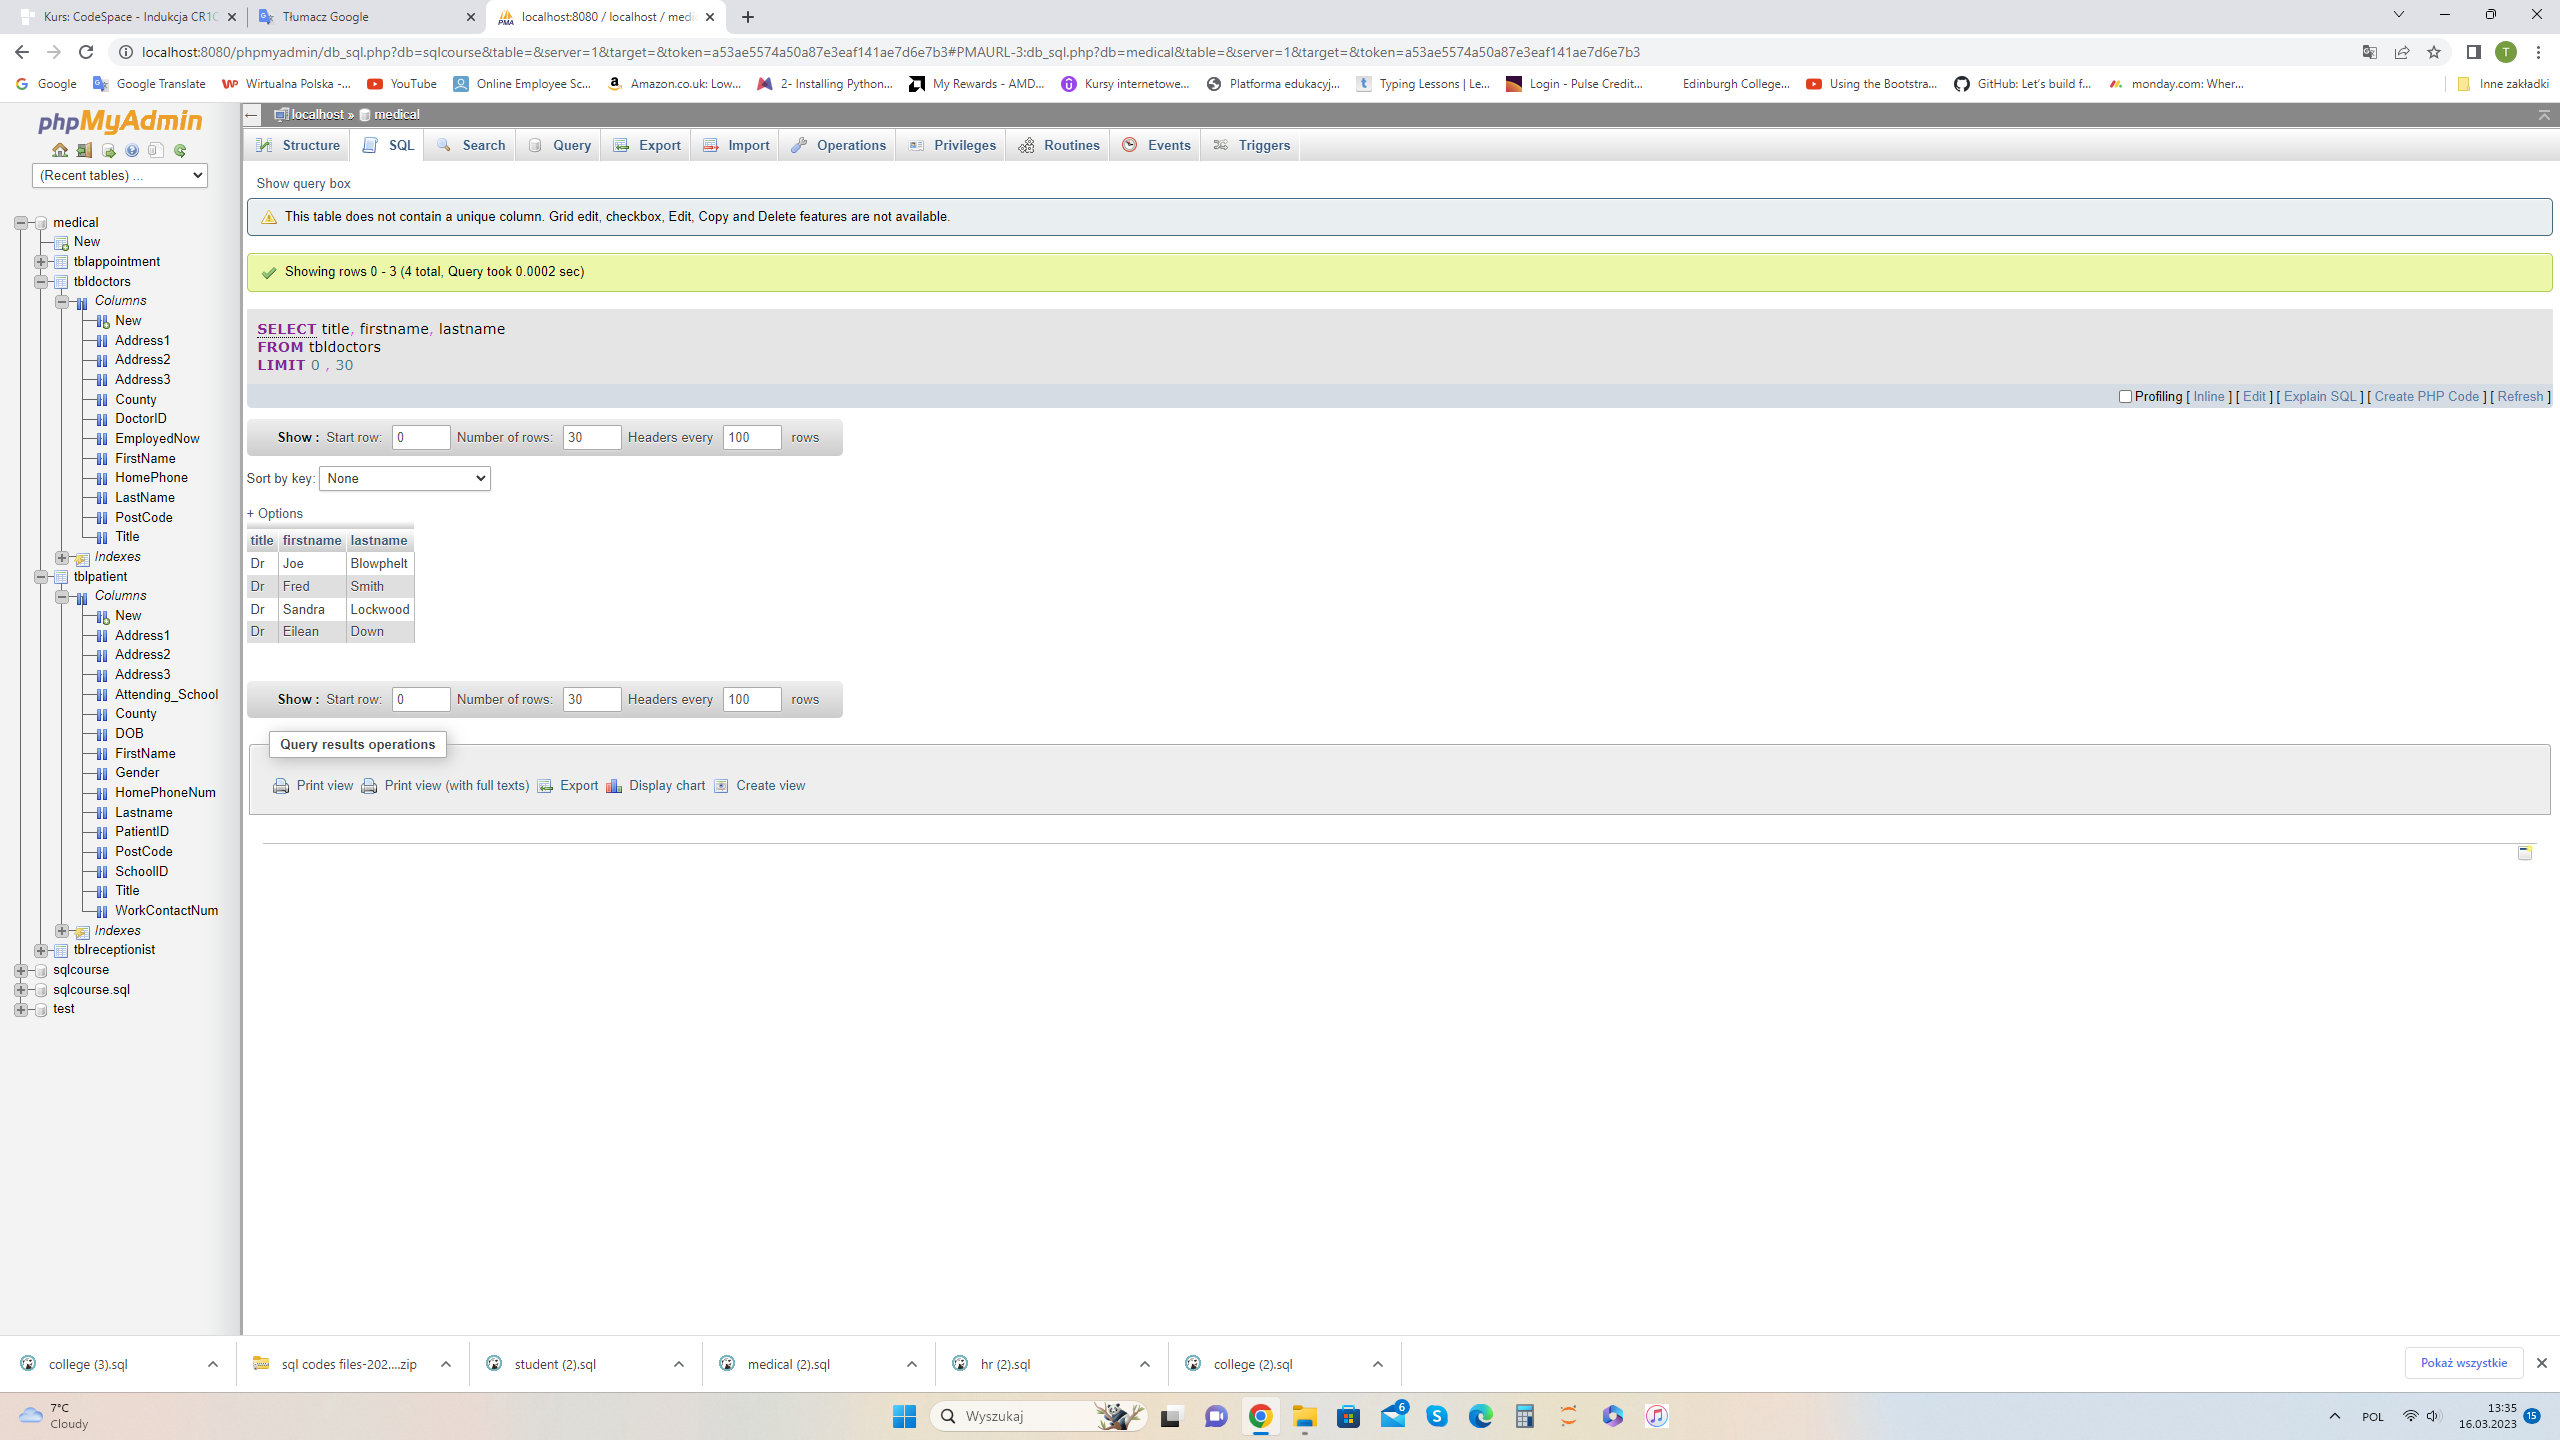 Kurs: CodeSpace - Indukcja CR1C
Tłumacz Google
localhost:8080 / localhost / medi
localhost:8080/phpmyadmin/db_sql.php?db=sqlcourse&table=&server=1&target=&token=a53ae5574a50a87e3eaf141ae7d6e7b3#PMAURL-3:db_sql.php?db=medical&table=&server=1&target=&token=a53ae5574a50a87e3eaf141ae7d6e7b3
T
Google
Google Translate
Wirtualna Polska -...
YouTube
Online Employee Sc...
Amazon.co.uk: Low...
2- Installing Python...
My Rewards - AMD...
Kursy internetowe...
Platforma edukacyj...
Typing Lessons | Le...
Login - Pulse Credit...
Edinburgh College...
Using the Bootstra...
GitHub: Let's build f...
monday.com: Wher...
Inne zakładki
phpMyAdmin
(Recent tables) ...
medical
New
tblappointment
tbldoctors
Columns
New
Address1
Address2
Address3
County
DoctorID
EmployedNow
FirstName
HomePhone
LastName
PostCode
Title
Indexes
tblpatient
Columns
New
Address1
Address2
Address3
Attending_School
County
DOB
FirstName
Gender
HomePhoneNum
Lastname
PatientID
PostCode
SchoolID
Title
WorkContactNum
Indexes
tblreceptionist
sqlcourse
sqlcourse.sql
test
localhost » medical
Structure
SQL
Search
Query
Export
Import
Operations
Privileges
Routines
Events
Triggers
Show query box
This table does not contain a unique column. Grid edit, checkbox, Edit, Copy and Delete features are not available.
Showing rows 0 - 3 (4 total, Query took 0.0002 sec)
SELECT title, firstname, lastname
FROM tbldoctors
LIMIT 0 , 30
Profiling [ Inline ] [ Edit ] [ Explain SQL ] [ Create PHP Code ] [ Refresh ]
Show : Start row: 0 Number of rows: 30 Headers every 100 rows
Sort by key: None
+ Options
title firstname lastname
Dr Joe Blowphelt
Dr Fred Smith
Dr Sandra Lockwood
Dr Eilean Down
Show : Start row: 0 Number of rows: 30 Headers every 100 rows
Query results operations
Print view
Print view (with full texts)
Export
Display chart
Create view
college (3).sql
sql codes files-202....zip
student (2).sql
medical (2).sql
hr (2).sql
college (2).sql
Pokaż wszystkie
7°C
Cloudy
Wyszukaj
6
POL
13:35
16.03.2023
15